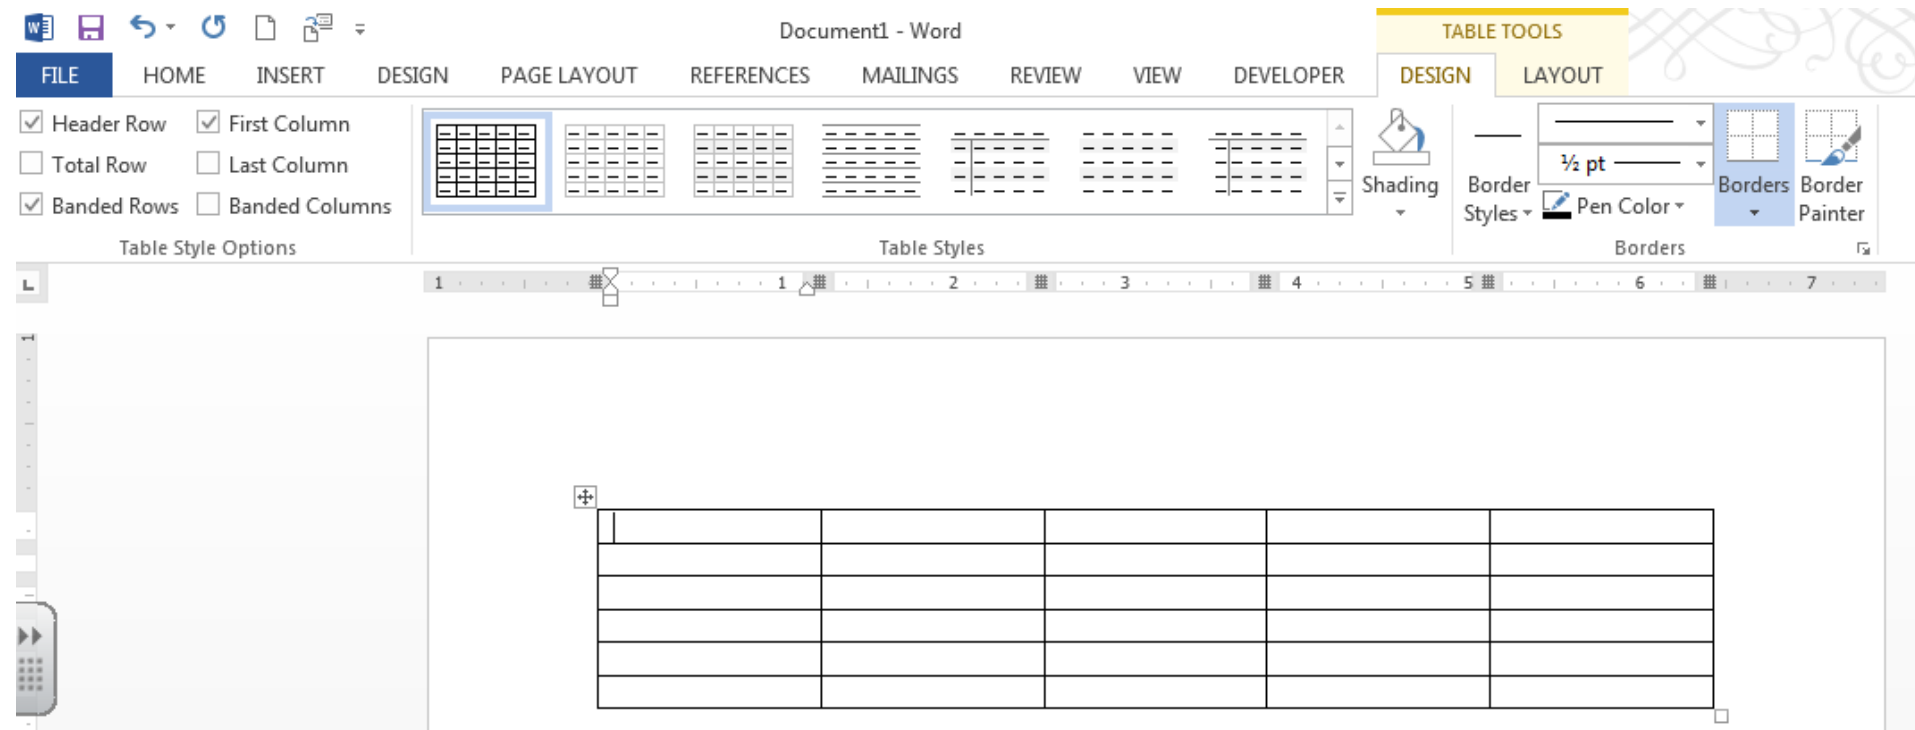 Document1 - Word
TABLE TOOLS
FILE HOME INSERT DESIGN PAGE LAYOUT REFERENCES MAILINGS REVIEW VIEW DEVELOPER DESIGN LAYOUT
Header Row First Column
Total Row Last Column
Banded Rows Banded Columns
Table Style Options
Table Styles
Shading
Border
Styles
½ pt
Pen Color
Borders
Border
Painter
Borders
1 1 2 3 4 5 6 7
1